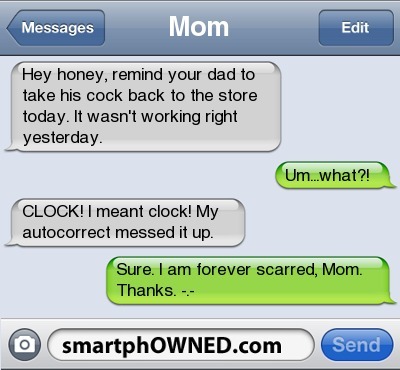 Messages
Mom
Edit
Hey honey, remind your dad to
take his cock back to the store
today. It wasn't working right
yesterday.
Um...what?!
CLOCK! I meant clock! My
autocorrect messed it up.
Sure. I am forever scarred, Mom.
Thanks. -.-
smartphOWNED.com
Send